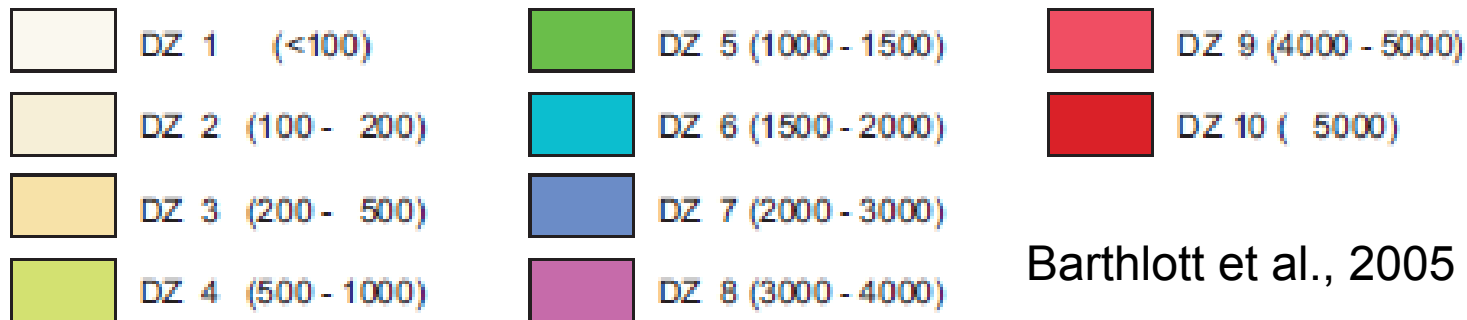 DZ 1 (<100)
DZ 2 (100 - 200)
DZ 3 (200 - 500)
DZ 4 (500 - 1000)
DZ 5 (1000 - 1500)
DZ 6 (1500 - 2000)
DZ 7 (2000 - 3000)
DZ 8 (3000 - 4000)
DZ 9 (4000 - 5000)
DZ 10 ( 5000)
Barthlott et al., 2005